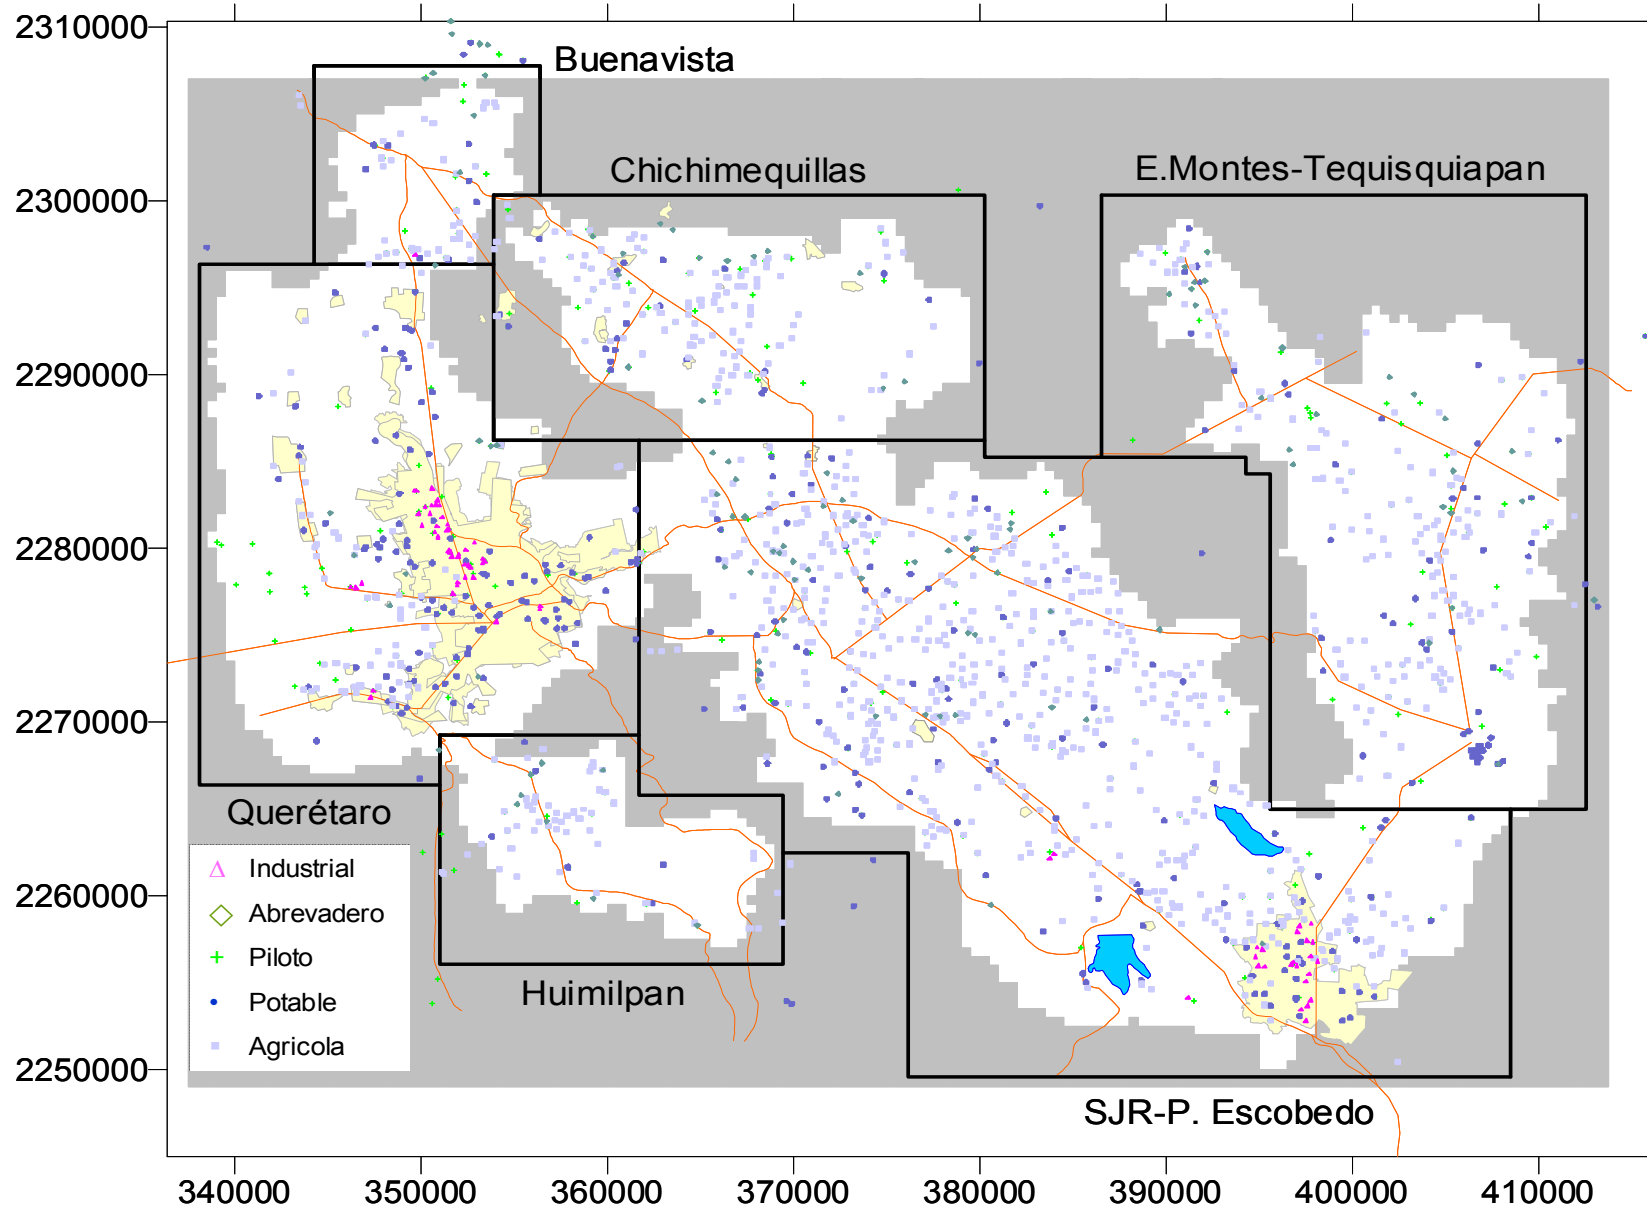 2310000
Buenavista
Chichimequillas
E.Montes-Tequisquiapan
2300000
2290000
2280000
2270000
Querétaro
Industrial
2260000
Abrevadero
Piloto
Huimilpan
Potable
Agricola
2250000
SJR-P. Escobedo
340000 350000 360000 370000 380000 390000 400000 410000